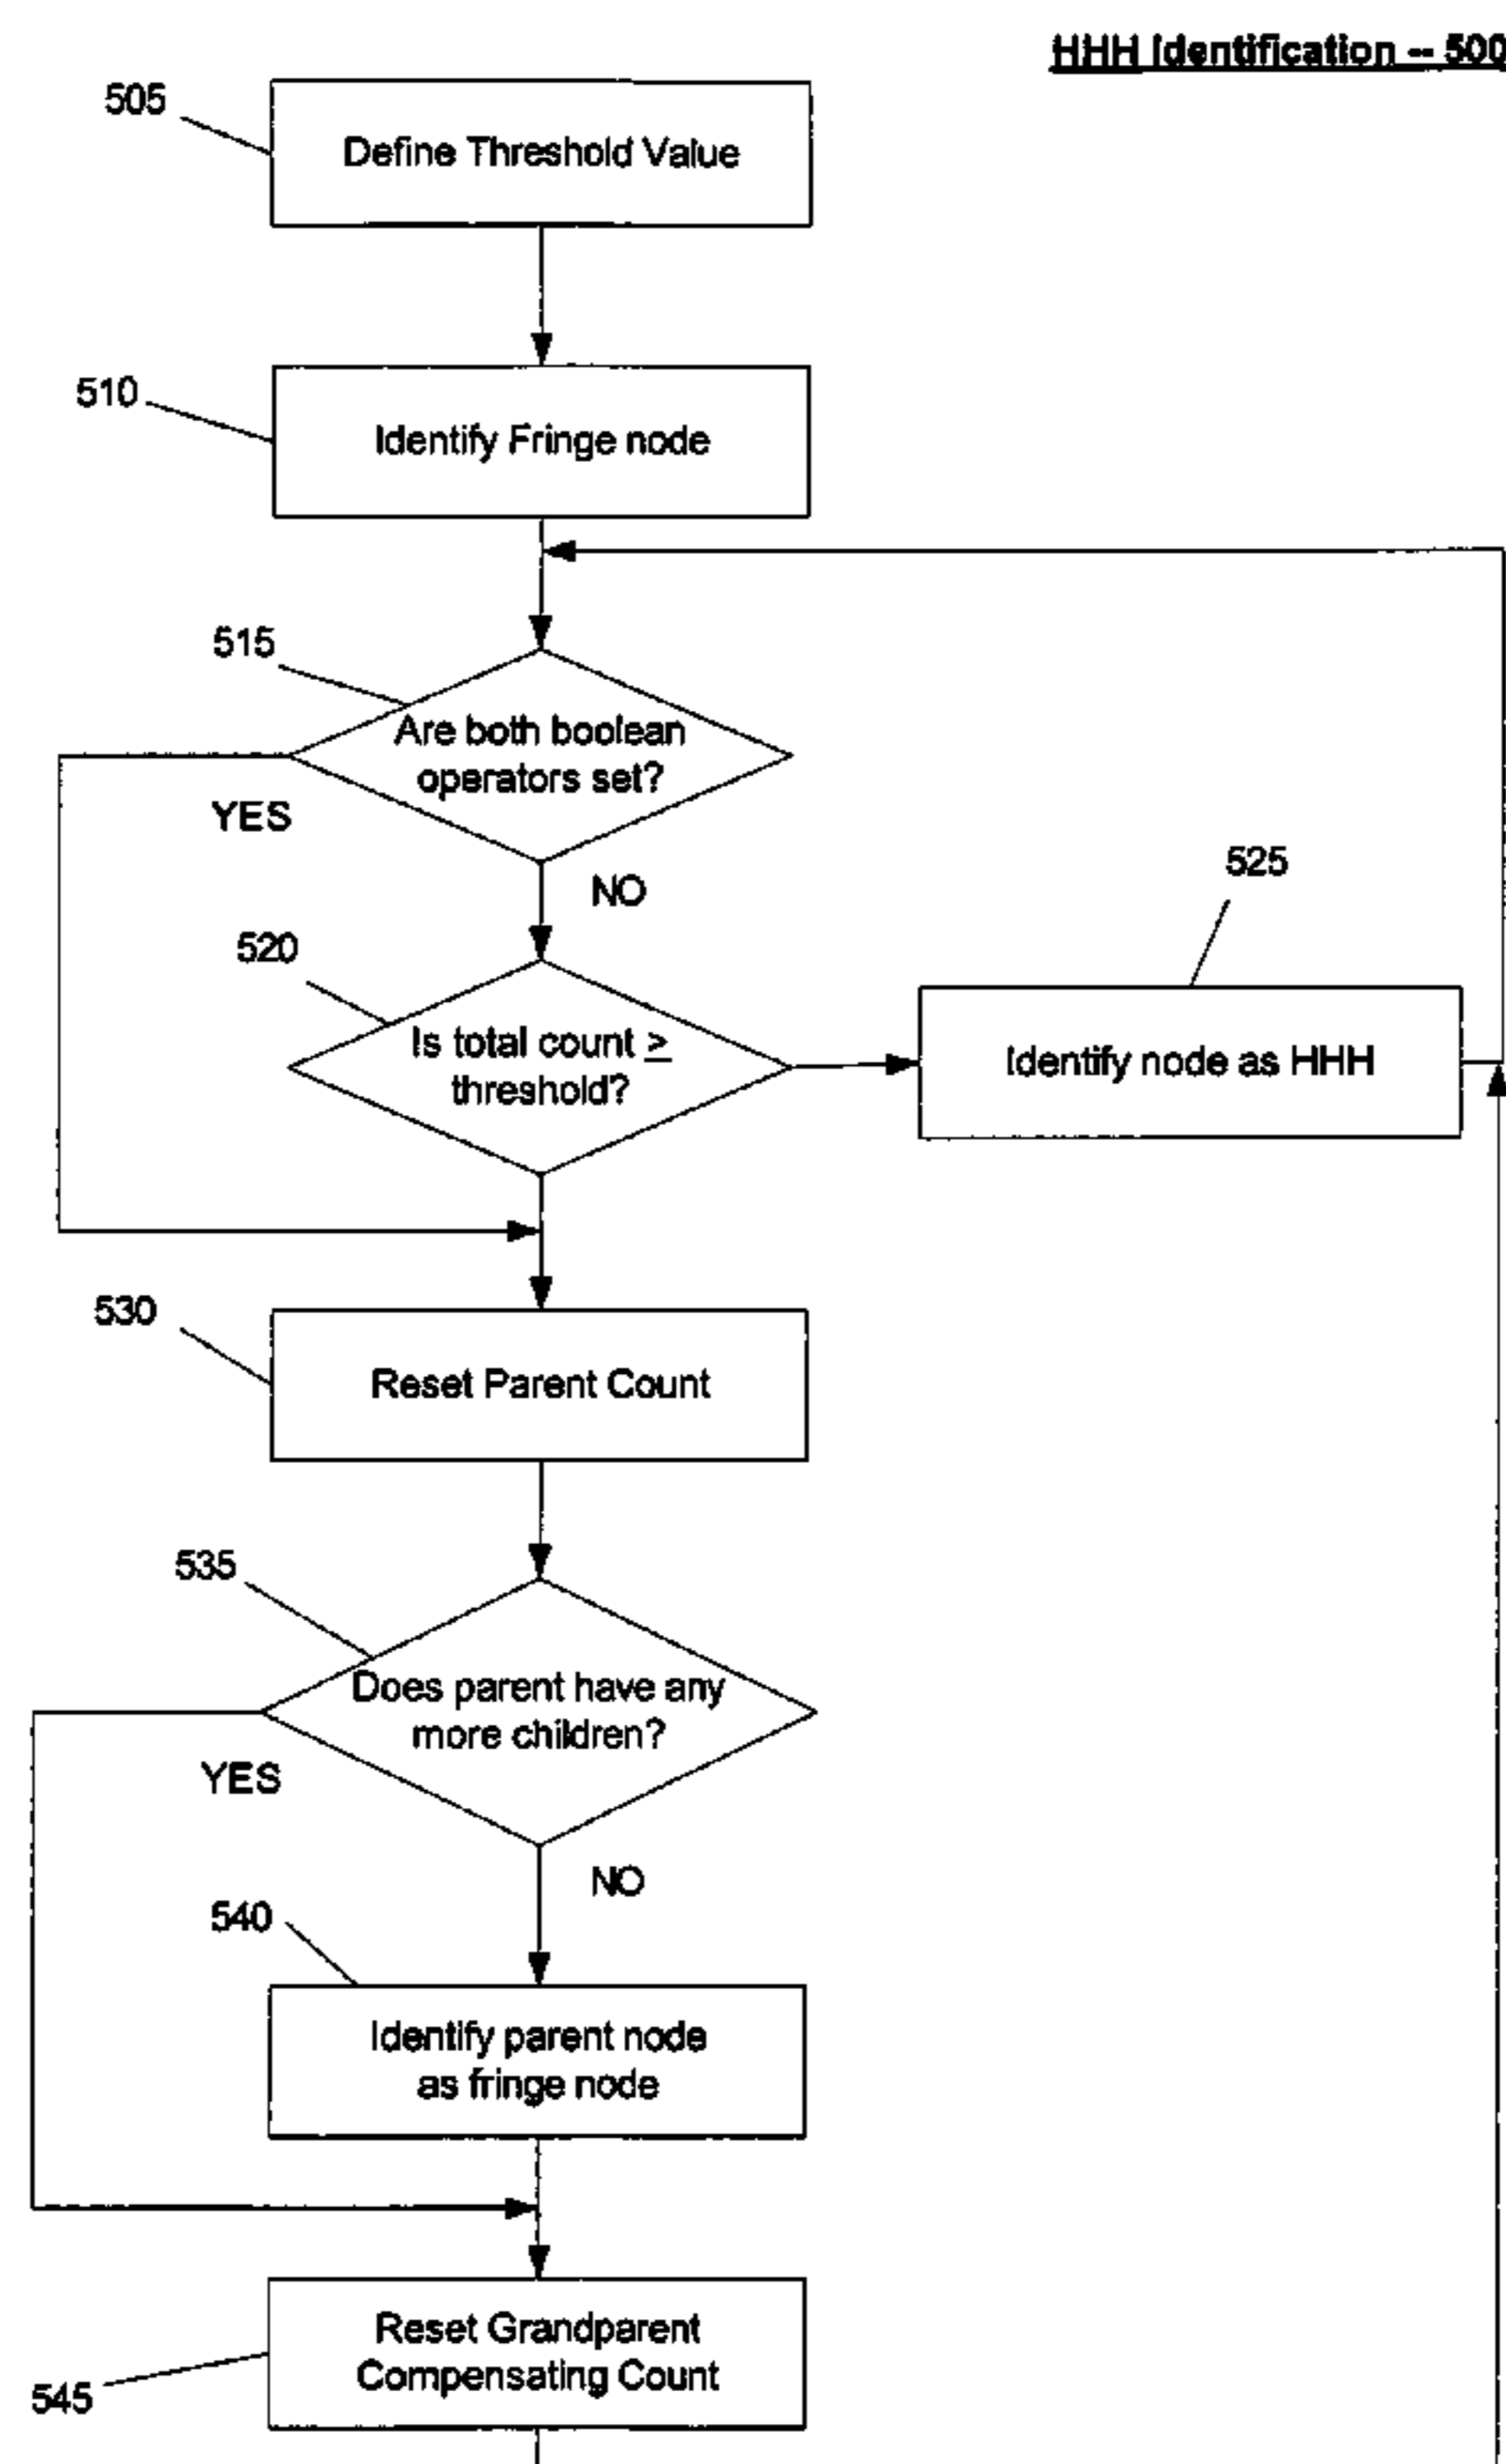 HHH Identification -- 500
505
Define Threshold Value
510
Identify Fringe node
515
Are both boolean
operators set?
YES
NO
525
520
Is total count ≥
threshold?
Identify node as HHH
530
Reset Parent Count
535
Does parent have any
more children?
YES
NO
540
Identify parent node
as fringe node
Reset Grandparent
Compensating Count
545